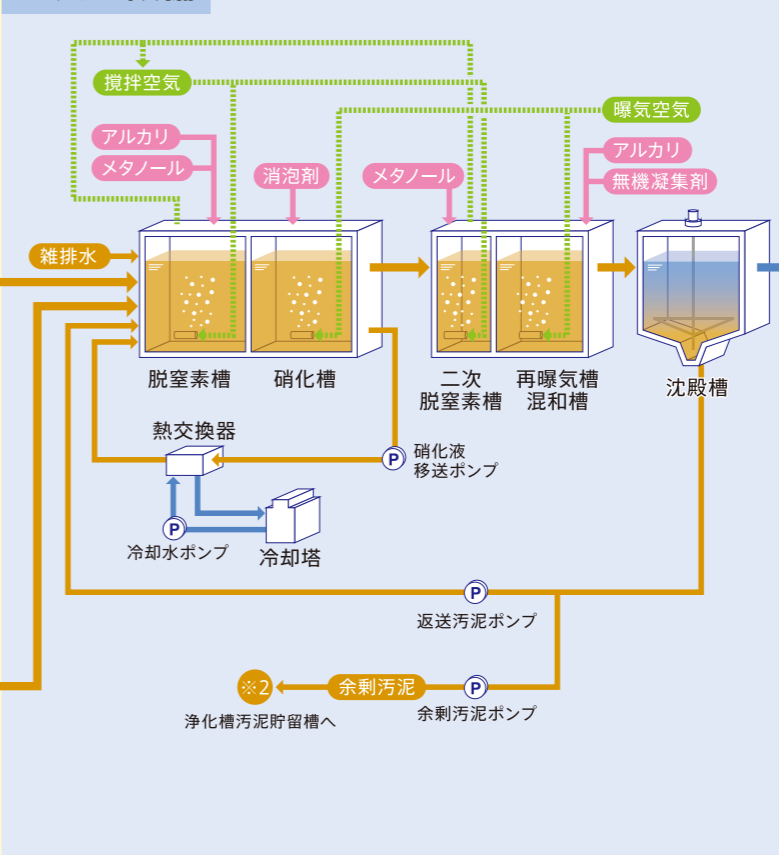 撹拌空気
曝気空気
アルカリ
メタノール
消泡剤
メタノール
アルカリ
無機凝集剤
雑排水
脱窒素槽
硝化槽
二次
脱窒素槽
再曝気槽
混和槽
沈殿槽
熱交換器
P
硝化液
移送ポンプ
P
冷却水ポンプ
冷却塔
P
返送汚泥ポンプ
※2
余剰汚泥
P
浄化槽汚泥貯留槽へ
余剰汚泥ポンプ